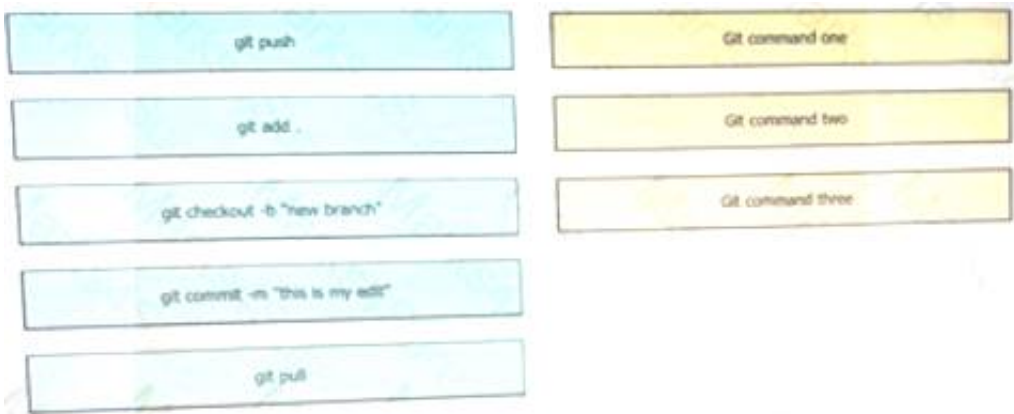 git push
git add .
git checkout -b "new branch"
git commit -m "this is my edit"
git pull
Git command one
Git command two
Git command three